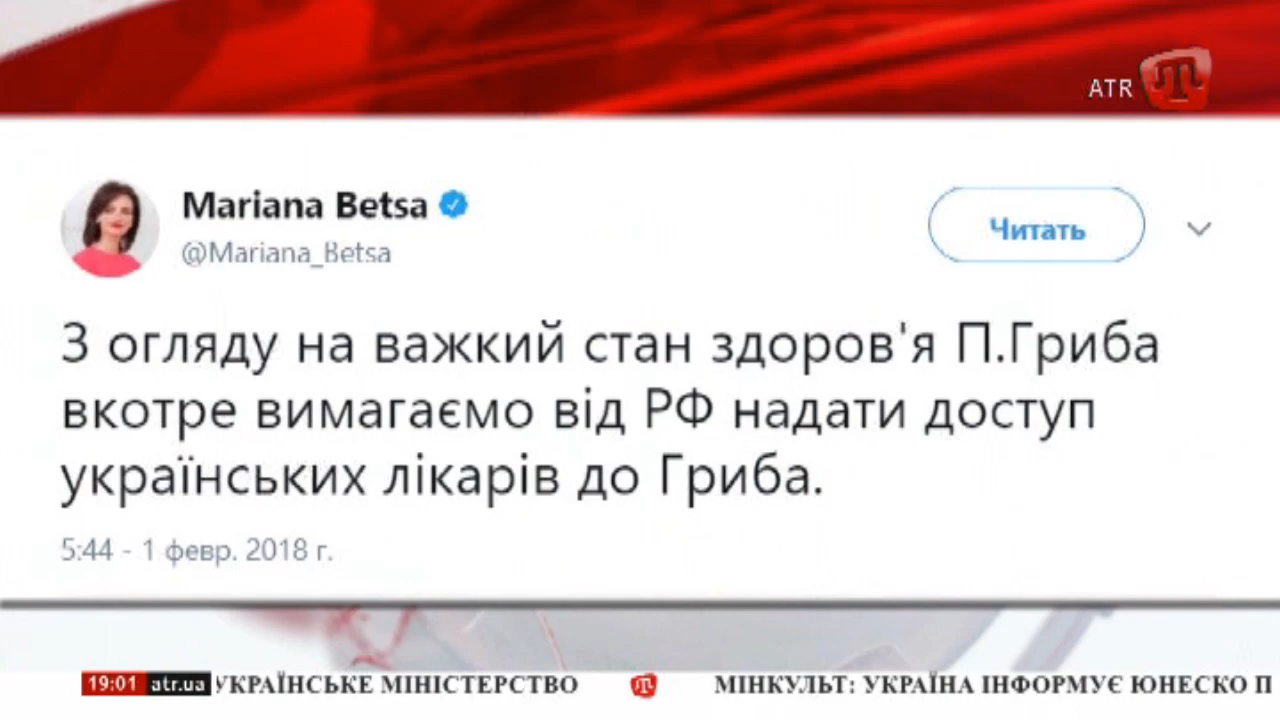 ATR
Mariana Betsa
@Mariana_Betsa
Читать
З огляду на важкий стан здоров'я П.Гриба
вкотре вимагаємо від РФ надати доступ
українських лікарів до Гриба.
5:44 - 1 февр. 2018 г.
19:01 atr.ua УКРАЇНСЬКЕ МІНІСТЕРСТВО МІНКУЛЬТ: УКРАЇНА ІНФОРМУЄ ЮНЕСКО П